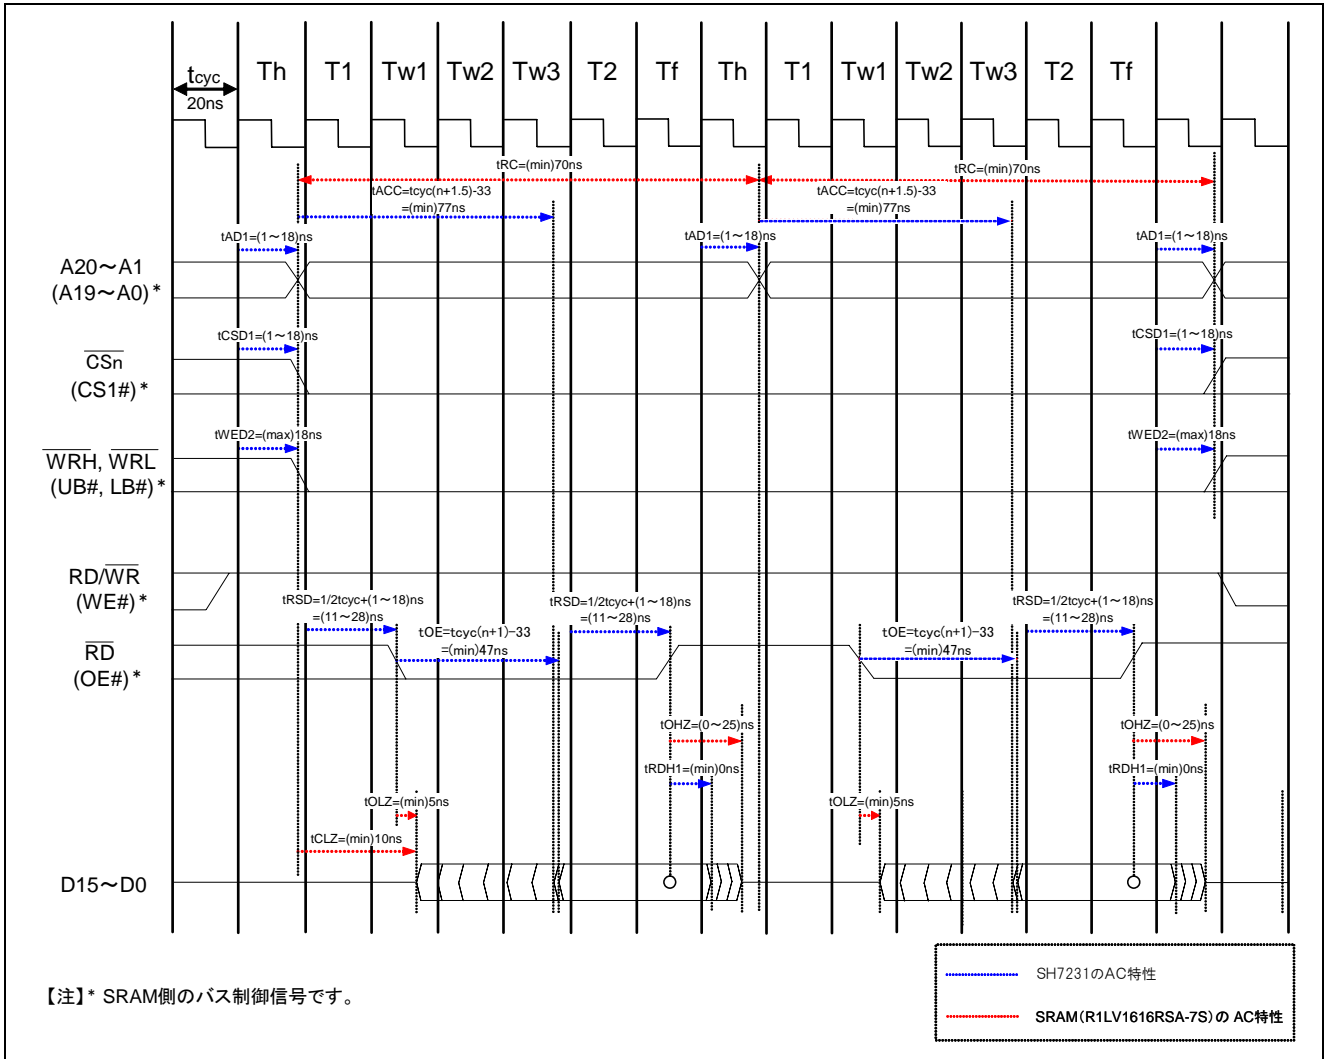 tcyc
20ns
Th T1 Tw1 Tw2 Tw3 T2 Tf Th T1 Tw1 Tw2 Tw3 T2 Tf
tRC=(min)70ns
tRC=(min)70ns
tACC=tcyc(n+1.5)-33
=(min)77ns
tACC=tcyc(n+1.5)-33
=(min)77ns
tAD1=(1～18)ns
tAD1=(1～18)ns
tAD1=(1～18)ns
A20～A1
(A19～A0)*
tCSD1=(1～18)ns
tCSD1=(1～18)ns
CSn
(CS1#)*
tWED2=(max)18ns
tWED2=(max)18ns
WRH, WRL
(UB#, LB#)*
RD/WR
(WE#)*
tRSD=1/2tcyc+(1～18)ns
=(11～28)ns
tRSD=1/2tcyc+(1～18)ns
=(11～28)ns
tRSD=1/2tcyc+(1～18)ns
=(11～28)ns
tOE=tcyc(n+1)-33
=(min)47ns
tOE=tcyc(n+1)-33
=(min)47ns
RD
(OE#)*
tOHZ=(0～25)ns
tOHZ=(0～25)ns
tRDH1=(min)0ns
tRDH1=(min)0ns
tOLZ=(min)5ns
tOLZ=(min)5ns
tCLZ=(min)10ns
D15～D0
SH7231のAC特性
SRAM(R1LV1616RSA-7S)の AC特性
【注】* SRAM側のバス制御信号です。